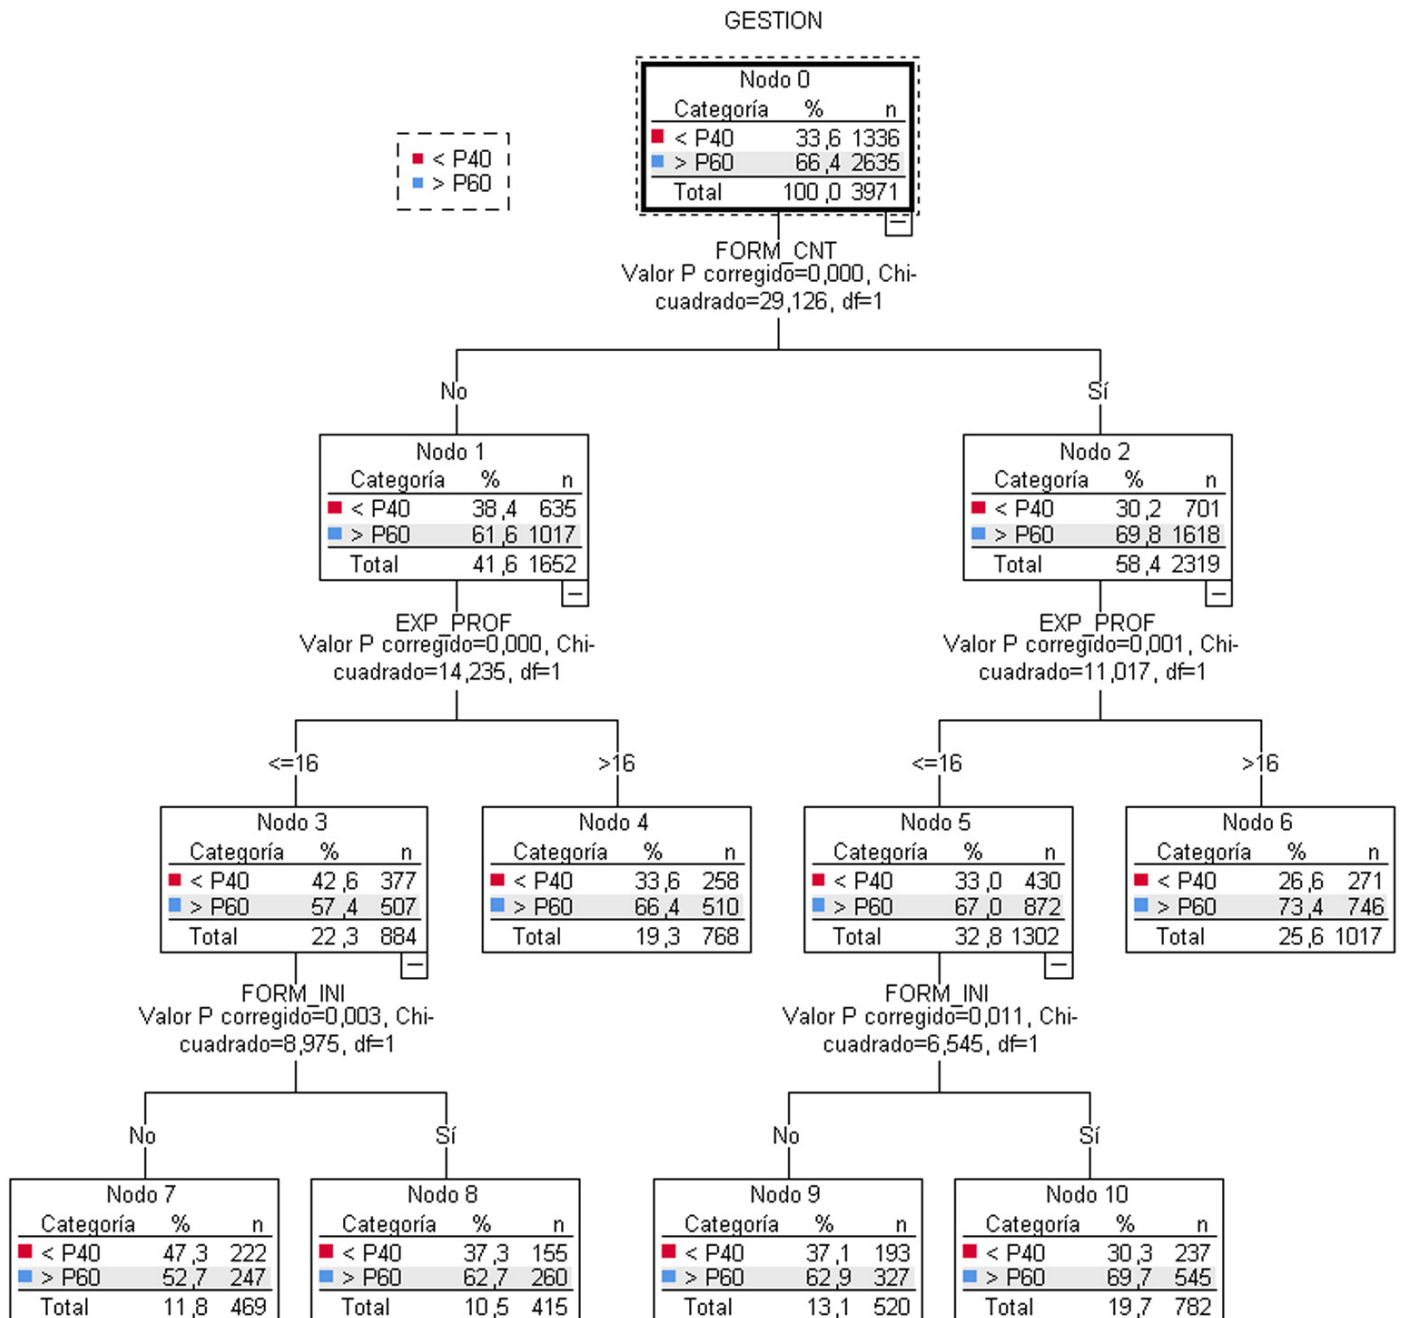 GESTION
Nodo 0
Categoría % n
< P40 33,6 1336
> P60 66,4 2635
Total 100,0 3971
< P40
> P60
FORM_CNT
Valor P corregido=0,000, Chi-
cuadrado=29,126, df=1
No
Sí
Nodo 1
Categoría % n
< P40 38,4 635
> P60 61,6 1017
Total 41,6 1652
Nodo 2
Categoría % n
< P40 30,2 701
> P60 69,8 1618
Total 58,4 2319
EXP_PROF
Valor P corregido=0,000, Chi-
cuadrado=14,235, df=1
EXP_PROF
Valor P corregido=0,001, Chi-
cuadrado=11,017, df=1
<=16
>16
<=16
>16
Nodo 3
Categoría % n
< P40 42,6 377
> P60 57,4 507
Total 22,3 884
Nodo 4
Categoría % n
< P40 33,6 258
> P60 66,4 510
Total 19,3 768
Nodo 5
Categoría % n
< P40 33,0 430
> P60 67,0 872
Total 32,8 1302
Nodo 6
Categoría % n
< P40 26,6 271
> P60 73,4 746
Total 25,6 1017
FORM_INI
Valor P corregido=0,003, Chi-
cuadrado=8,975, df=1
FORM_INI
Valor P corregido=0,011, Chi-
cuadrado=6,545, df=1
No
Sí
No
Sí
Nodo 7
Categoría % n
< P40 47,3 222
> P60 52,7 247
Total 11,8 469
Nodo 8
Categoría % n
< P40 37,3 155
> P60 62,7 260
Total 10,5 415
Nodo 9
Categoría % n
< P40 37,1 193
> P60 62,9 327
Total 13,1 520
Nodo 10
Categoría % n
< P40 30,3 237
> P60 69,7 545
Total 19,7 782